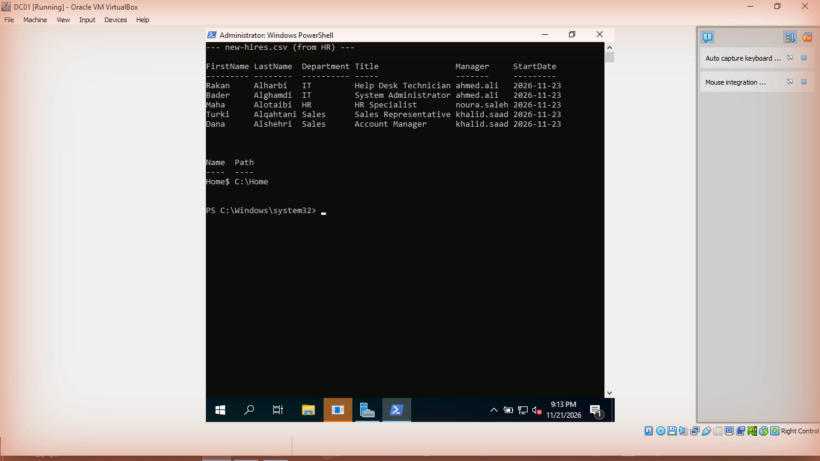 DC01 [Running] - Oracle VM VirtualBox
File Machine View Input Devices Help
Administrator: Windows PowerShell
--- new-hires.csv (from HR) ---
FirstName LastName Department Title Manager StartDate
--------- -------- ---------- ----- ------- ---------
Rakan Alharbi IT Help Desk Technician ahmed.ali 2026-11-23
Bader Alghamdi IT System Administrator ahmed.ali 2026-11-23
Maha Alotaibi HR HR Specialist noura.saleh 2026-11-23
Turki Alqahtani Sales Sales Representative khalid.saad 2026-11-23
Dana Alshehri Sales Account Manager khalid.saad 2026-11-23
Name Path
---- ----
Home$ C:\Home
PS C:\Windows\system32>
Auto capture keyboard ...
Mouse integration ...
9:13 PM
11/21/2026
1
Right Control